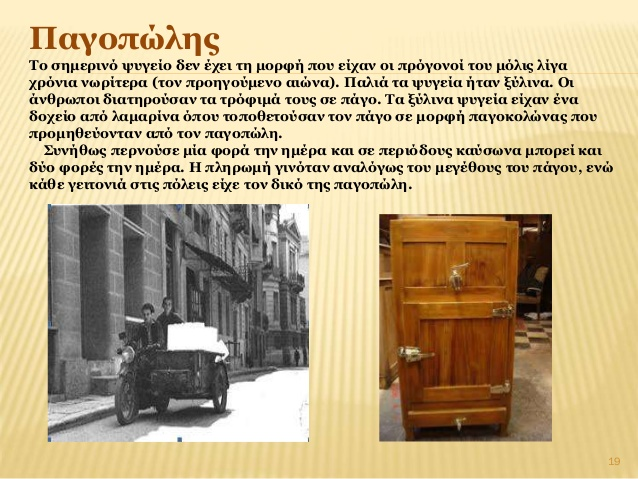 Παγοπώλης
Το σημερινό ψυγείο δεν έχει τη μορφή που είχαν οι πρόγονοί του μόλις λίγα
χρόνια νωρίτερα (τον προηγούμενο αιώνα). Παλιά τα ψυγεία ήταν ξύλινα. Οι
άνθρωποι διατηρούσαν τα τρόφιμά τους σε πάγο. Τα ξύλινα ψυγεία είχαν ένα
δοχείο από λαμαρίνα όπου τοποθετούσαν τον πάγο σε μορφή παγοκολώνας που
προμηθεύονταν από τον παγοπώλη.
Συνήθως περνούσε μία φορά την ημέρα και σε περιόδους καύσωνα μπορεί και
δύο φορές την ημέρα. Η πληρωμή γινόταν αναλόγως του μεγέθους του πάγου, ενώ
κάθε γειτονιά στις πόλεις είχε τον δικό της παγοπώλη.
19